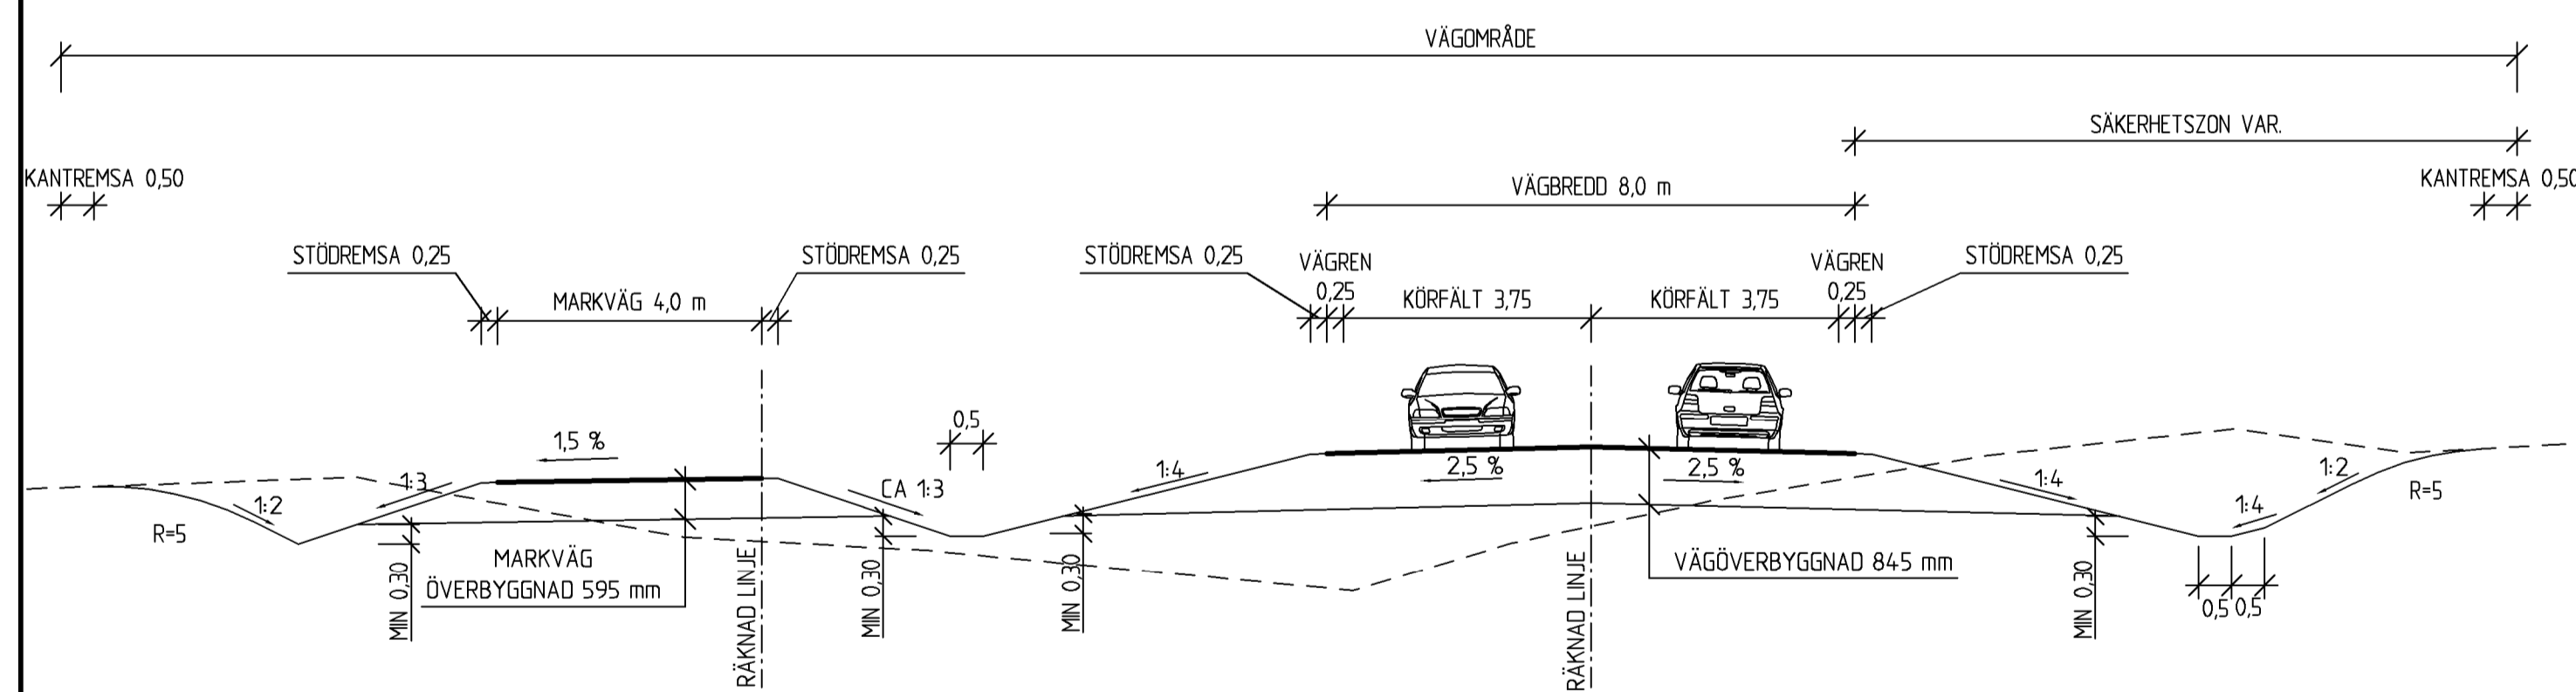 VÄGOMRÅDE
SÄKERHETSZON VAR.
KANTREMSA 0,50
VÄGBREDD 8,0 m
KANTREMSA 0,50
STÖDREMSA 0,25
STÖDREMSA 0,25
STÖDREMSA 0,25
VÄGREN
0,25
VÄGREN
0,25
STÖDREMSA 0,25
MARKVÄG 4,0 m
KÖRFÄLT 3,75
KÖRFÄLT 3,75
0,5
1,5 %
1:3
1:2
R=5
CA 1:3
1:4
2,5 %
2,5 %
1:4
1:2
R=5
1:4
MARKVÄG
ÖVERBYGGNAD 595 mm
VÄGÖVERBYGGNAD 845 mm
MIN 0,30
RÄKNAD LINJE
MIN 0,30
MIN 0,30
RÄKNAD LINJE
MIN 0,30
0,5 0,5